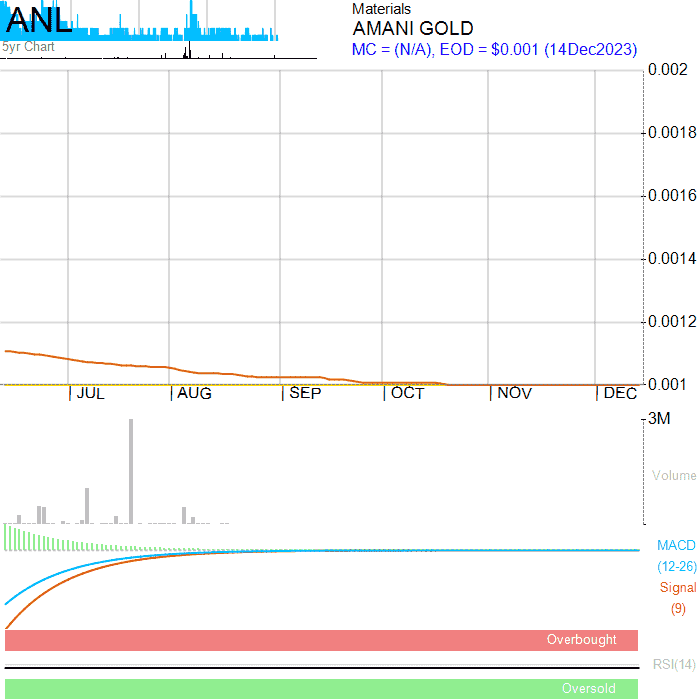 ANL
5yr Chart
Materials
AMANI GOLD
MC = (N/A), EOD = $0.001 (14Dec2023)
0.002
0.0018
0.0016
0.0014
0.0012
0.001
JUL AUG SEP OCT NOV DEC
3M
Volume
MACD
(12-26)
Signal
(9)
Overbought
RSI(14)
Oversold